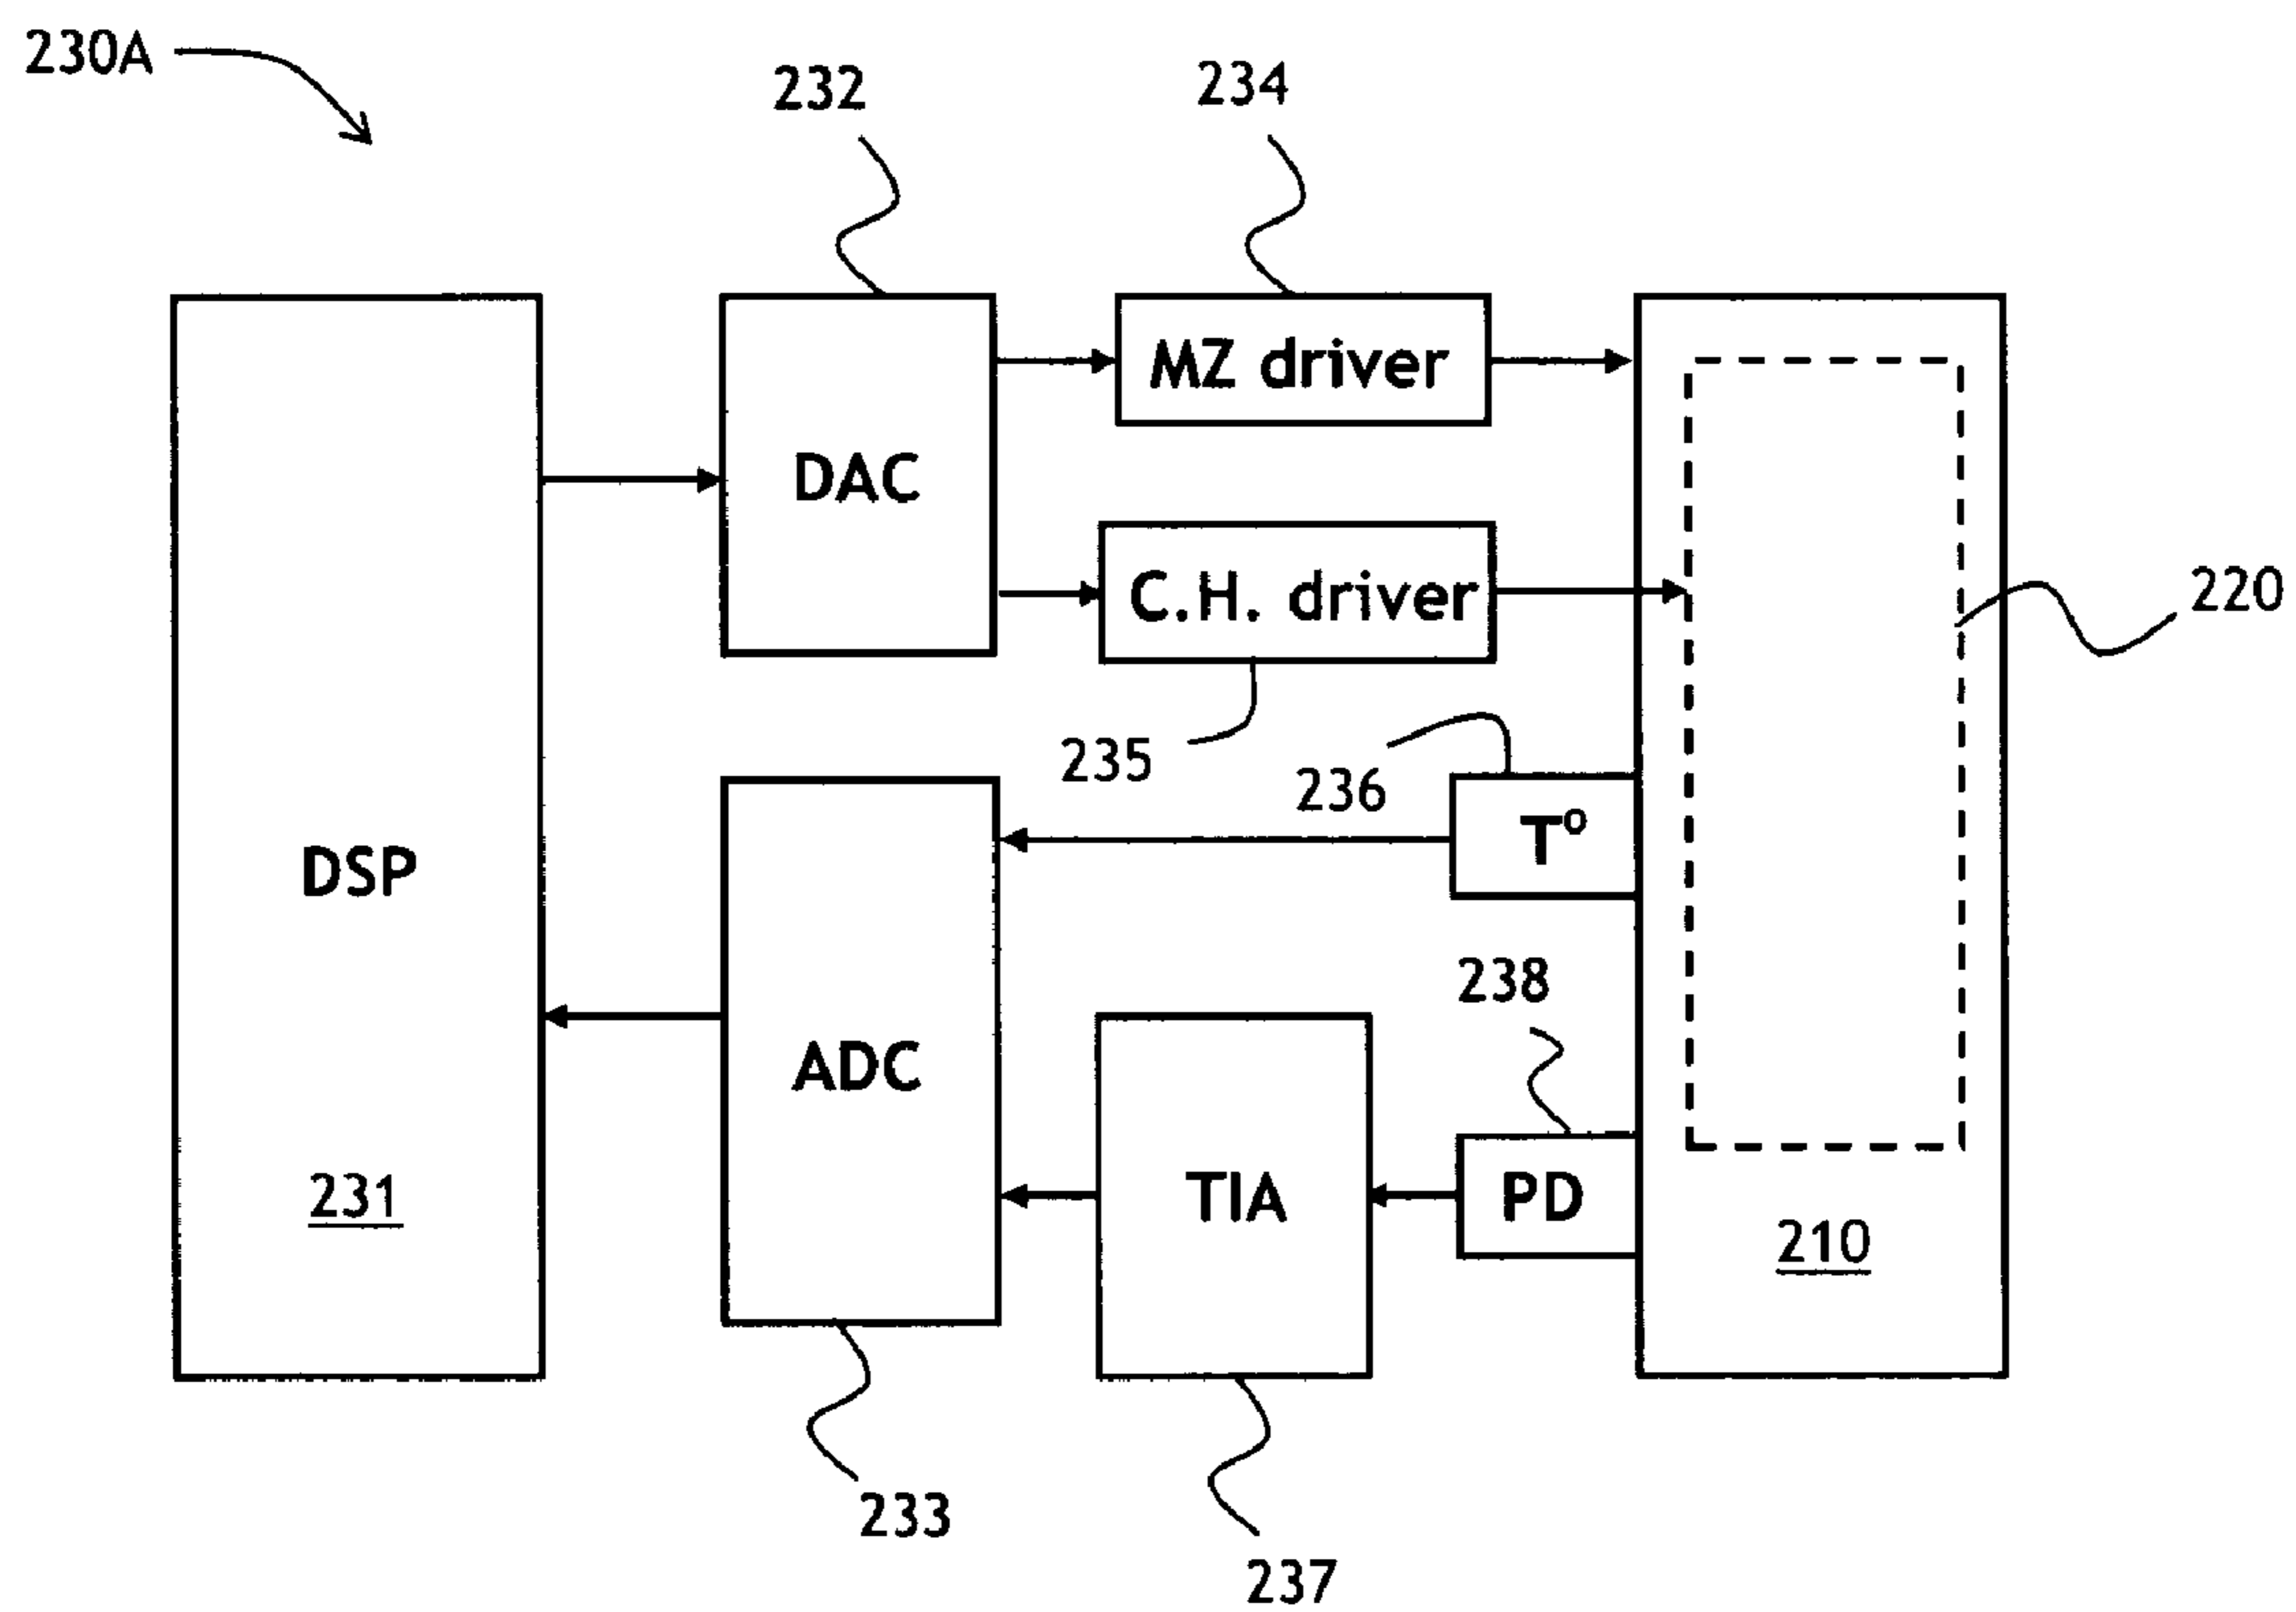 230A
232
234
MZ driver
DAC
C.H. driver
220
235
236
T°
DSP
238
ADC
TIA
PD
231
210
233
237